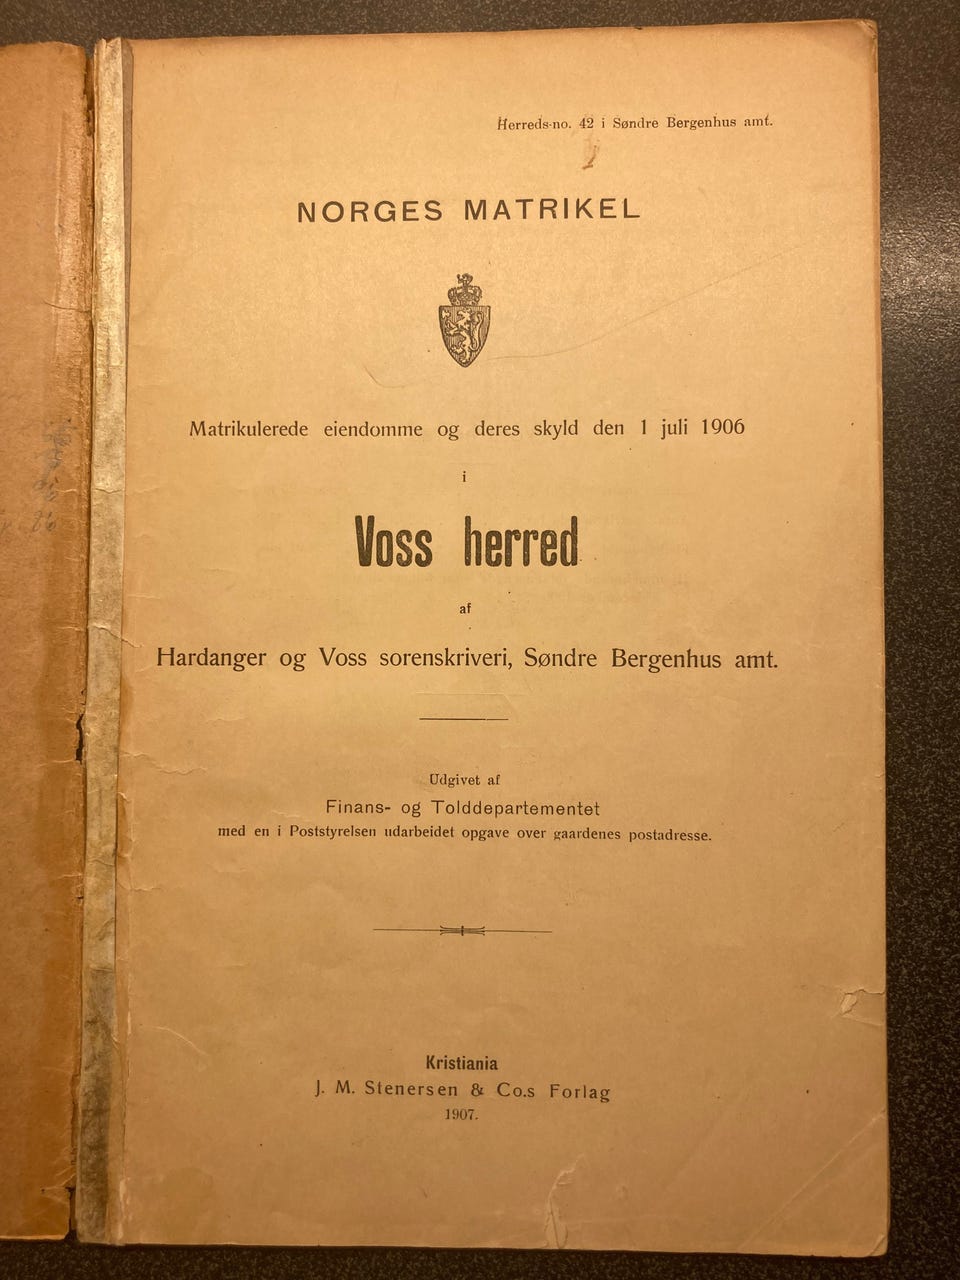 Herreds-no. 42 i Søndre Bergenhus amt.
NORGES MATRIKEL
Matrikulerede eiendomme og deres skyld den 1 juli 1906
i
Voss herred
af
Hardanger og Voss sorenskriveri, Søndre Bergenhus amt.
Udgivet af
Finans- og Tolddepartementet
med en i Poststyrelsen udarbeidet opgave over gaardenes postadresse.
Kristiania
J. M. Stenersen & Co.s Forlag
1907.